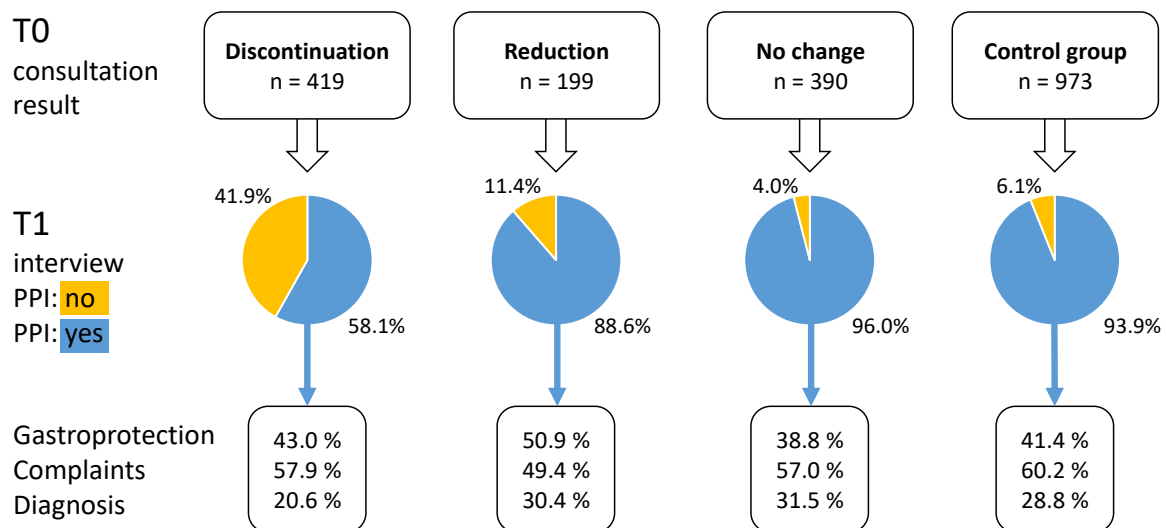 T0
consultation
result
Discontinuation
n = 419
Reduction
n = 199
No change
n = 390
Control group
n = 973
T1
interview
PPI: no
PPI: yes
41.9%
58.1%
11.4%
88.6%
4.0%
96.0%
6.1%
93.9%
Gastroprotection
Complaints
Diagnosis
43.0 %
57.9 %
20.6 %
50.9 %
49.4 %
30.4 %
38.8 %
57.0 %
31.5 %
41.4 %
60.2 %
28.8 %